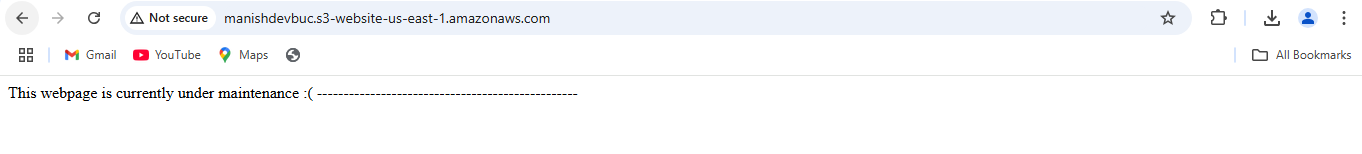 Not secure manishdevbuc.s3-website-us-east-1.amazonaws.com
Gmail YouTube Maps All Bookmarks
This webpage is currently under maintenance :( --------------------------------------------------